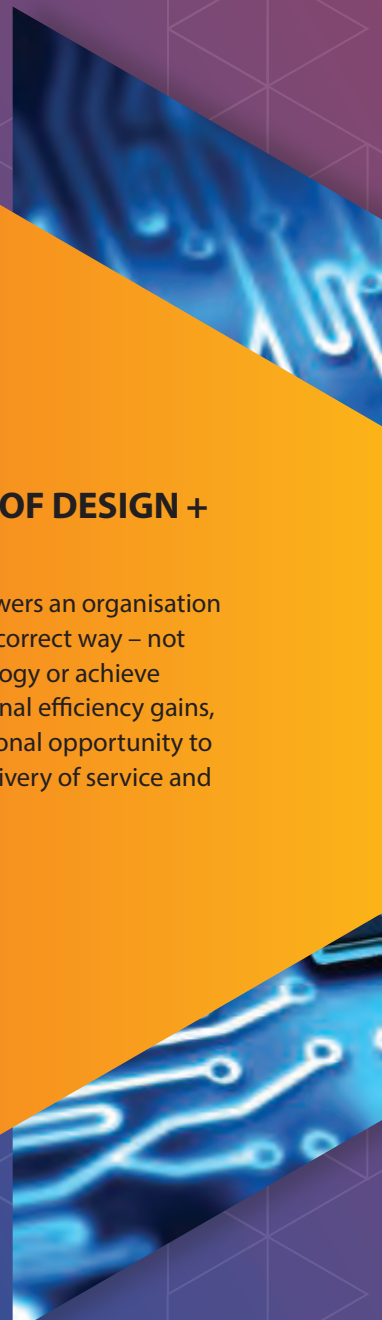 OF DESIGN +
wers an organisation
correct way – not
ogy or achieve
nal efficiency gains,
onal opportunity to
ivery of service and